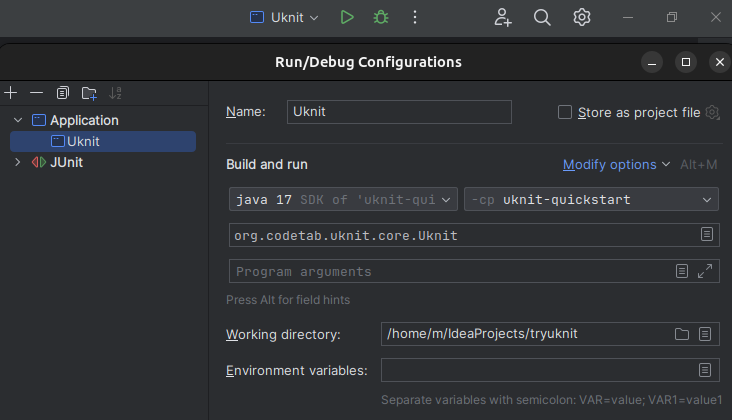 Uknit
Run/Debug Configurations
Application
Uknit
JUnit
Name: Uknit Store as project file
Build and run Modify options Alt+M
java 17 SDK of 'uknit-qui -cp uknit-quickstart
org.codetab.uknit.core.Uknit
Program arguments
Press Alt for field hints
Working directory: /home/m/IdeaProjects/tryuknit
Environment variables:
Separate variables with semicolon: VAR=value; VAR1=value1